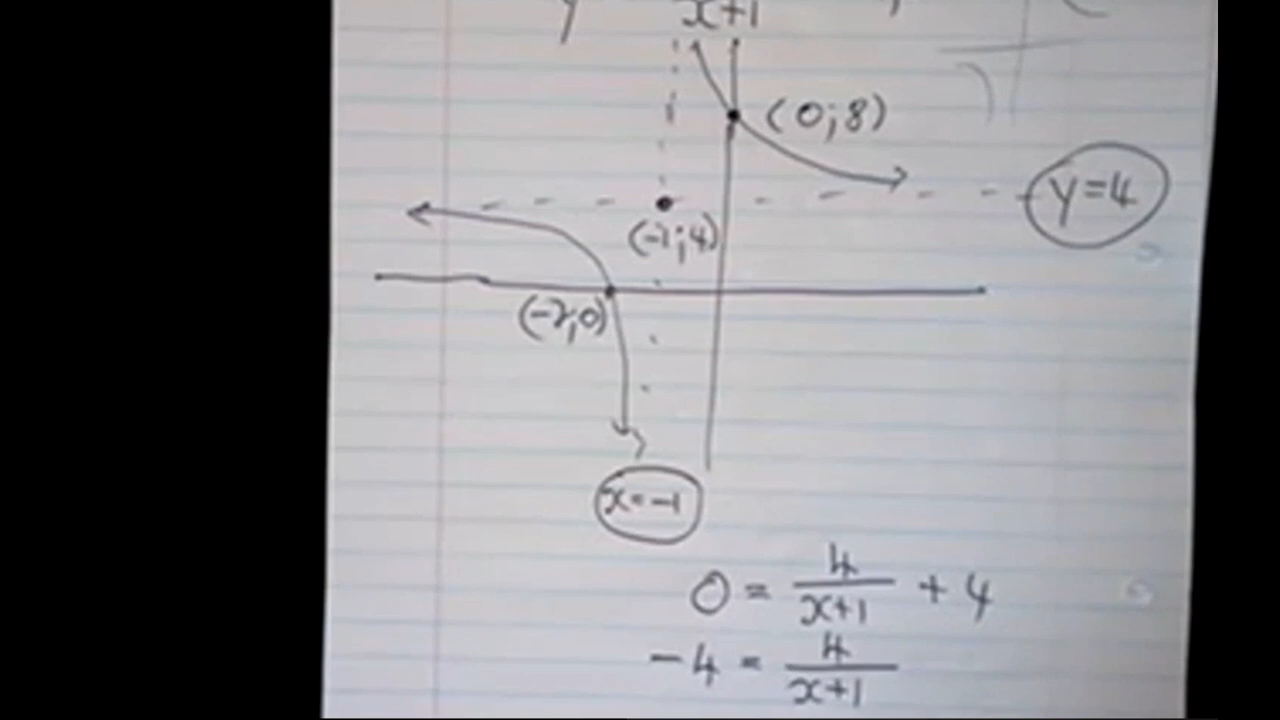 y x+1
(0;8)
y=4
(-1;4)
(-2;0)
x=-1
0 = 4/x+1 + 4
-4 = 4/x+1